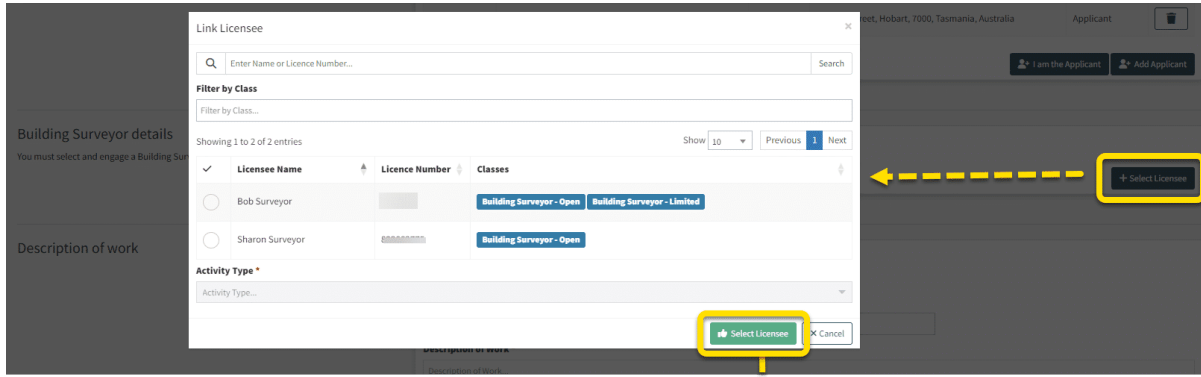 Link Licensee
×
reet, Hobart, 7000, Tasmania, Australia Applicant
Enter Name or Licence Number... Search
I am the Applicant Add Applicant
Filter by Class
Filter by Class...
Building Surveyor details
You must select and engage a Building Sur
Showing 1 to 2 of 2 entries Show 10 Previous 1 Next
Licensee Name Licence Number Classes
+ Select Licensee
Bob Surveyor Building Surveyor - Open Building Surveyor - Limited
Sharon Surveyor Building Surveyor - Open
Description of work
Activity Type *
Activity Type...
Select Licensee × Cancel
Description of Work
Description of Work...